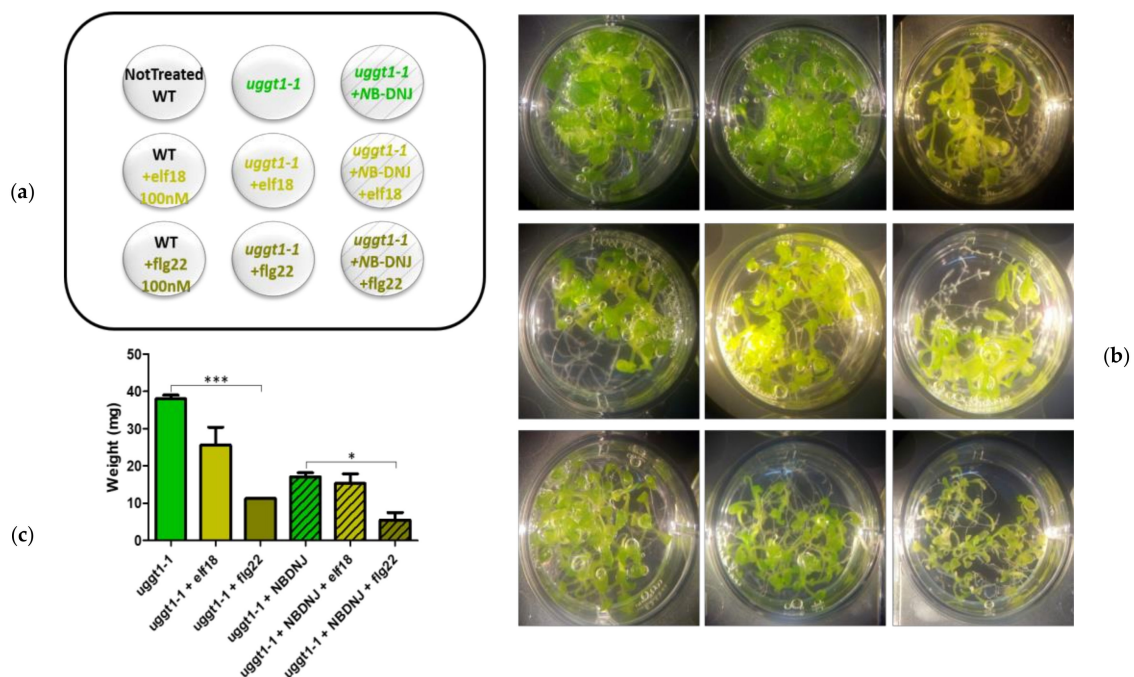 (a)
NotTreated
WT
uggt1-1
uggt1-1
+NB-DNJ
WT
+elf18
100nM
uggt1-1
+elf18
uggt1-1
+NB-DNJ
+elf18
WT
+flg22
100nM
uggt1-1
+flg22
uggt1-1
+NB-DNJ
+flg22
(b)
(c)
Weight (mg)
50
40
30
20
10
0
***
*
uggt1-1
uggt1-1 + elf18
uggt1-1 + flg22
uggt1-1 + NBDNJ
uggt1-1 + NBDNJ + elf18
uggt1-1 + NBDNJ + flg22